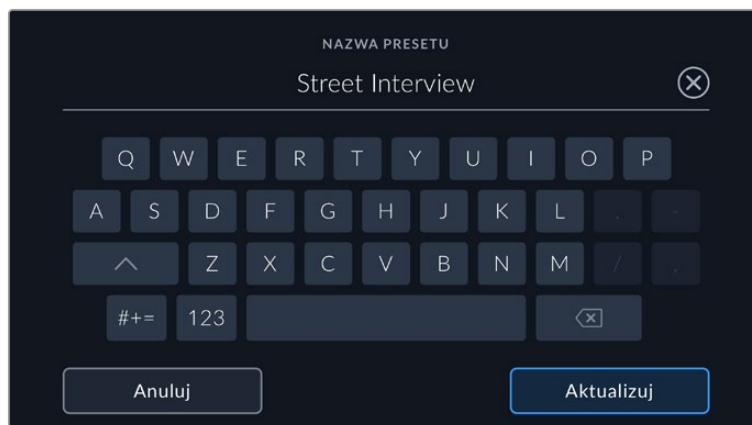 NAZWA PRESETU
Street Interview
Q W E R T Y U I O P
A S D F G H J K L . -
Z X C V B N M / ,
#+= 123
Anuluj Aktualizuj